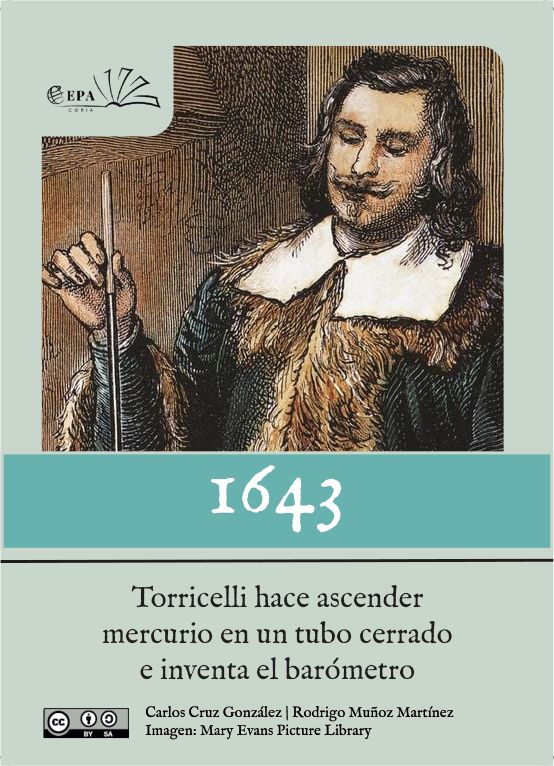 EPA
CORIA
1643
Torricelli hace ascender
mercurio en un tubo cerrado
e inventa el barómetro
cc
BY SA
Carlos Cruz González | Rodrigo Muñoz Martínez
Imagen: Mary Evans Picture Library